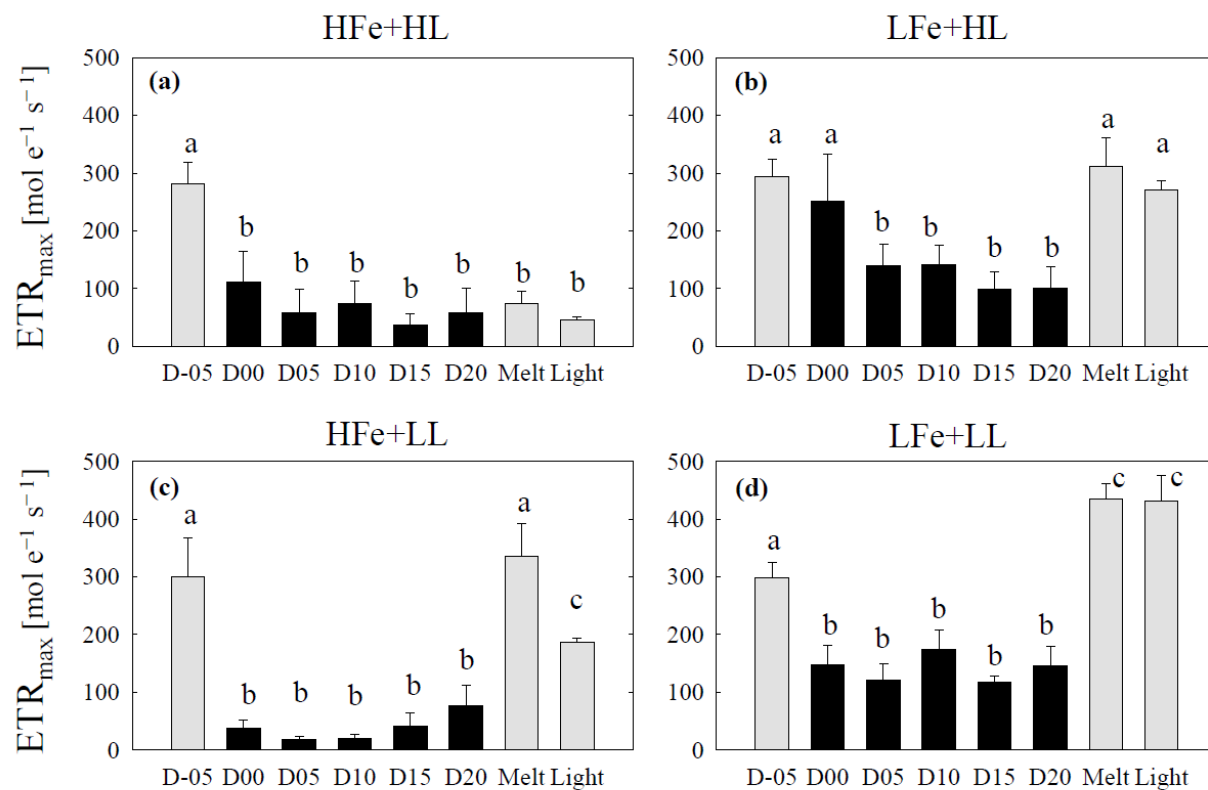 HFe+HL
LFe+HL
ETRmax [mol e⁻¹ s⁻¹]
500
400
300
200
100
0
(a)
a
b
b
b
b
b
b
b
D-05 D00 D05 D10 D15 D20 Melt Light
500
400
300
200
100
0
(b)
a
a
b
b
b
b
a
a
D-05 D00 D05 D10 D15 D20 Melt Light
HFe+LL
LFe+LL
ETRmax [mol e⁻¹ s⁻¹]
500
400
300
200
100
0
(c)
a
b
b
b
b
b
a
c
D-05 D00 D05 D10 D15 D20 Melt Light
500
400
300
200
100
0
(d)
a
b
b
b
b
b
c
c
D-05 D00 D05 D10 D15 D20 Melt Light